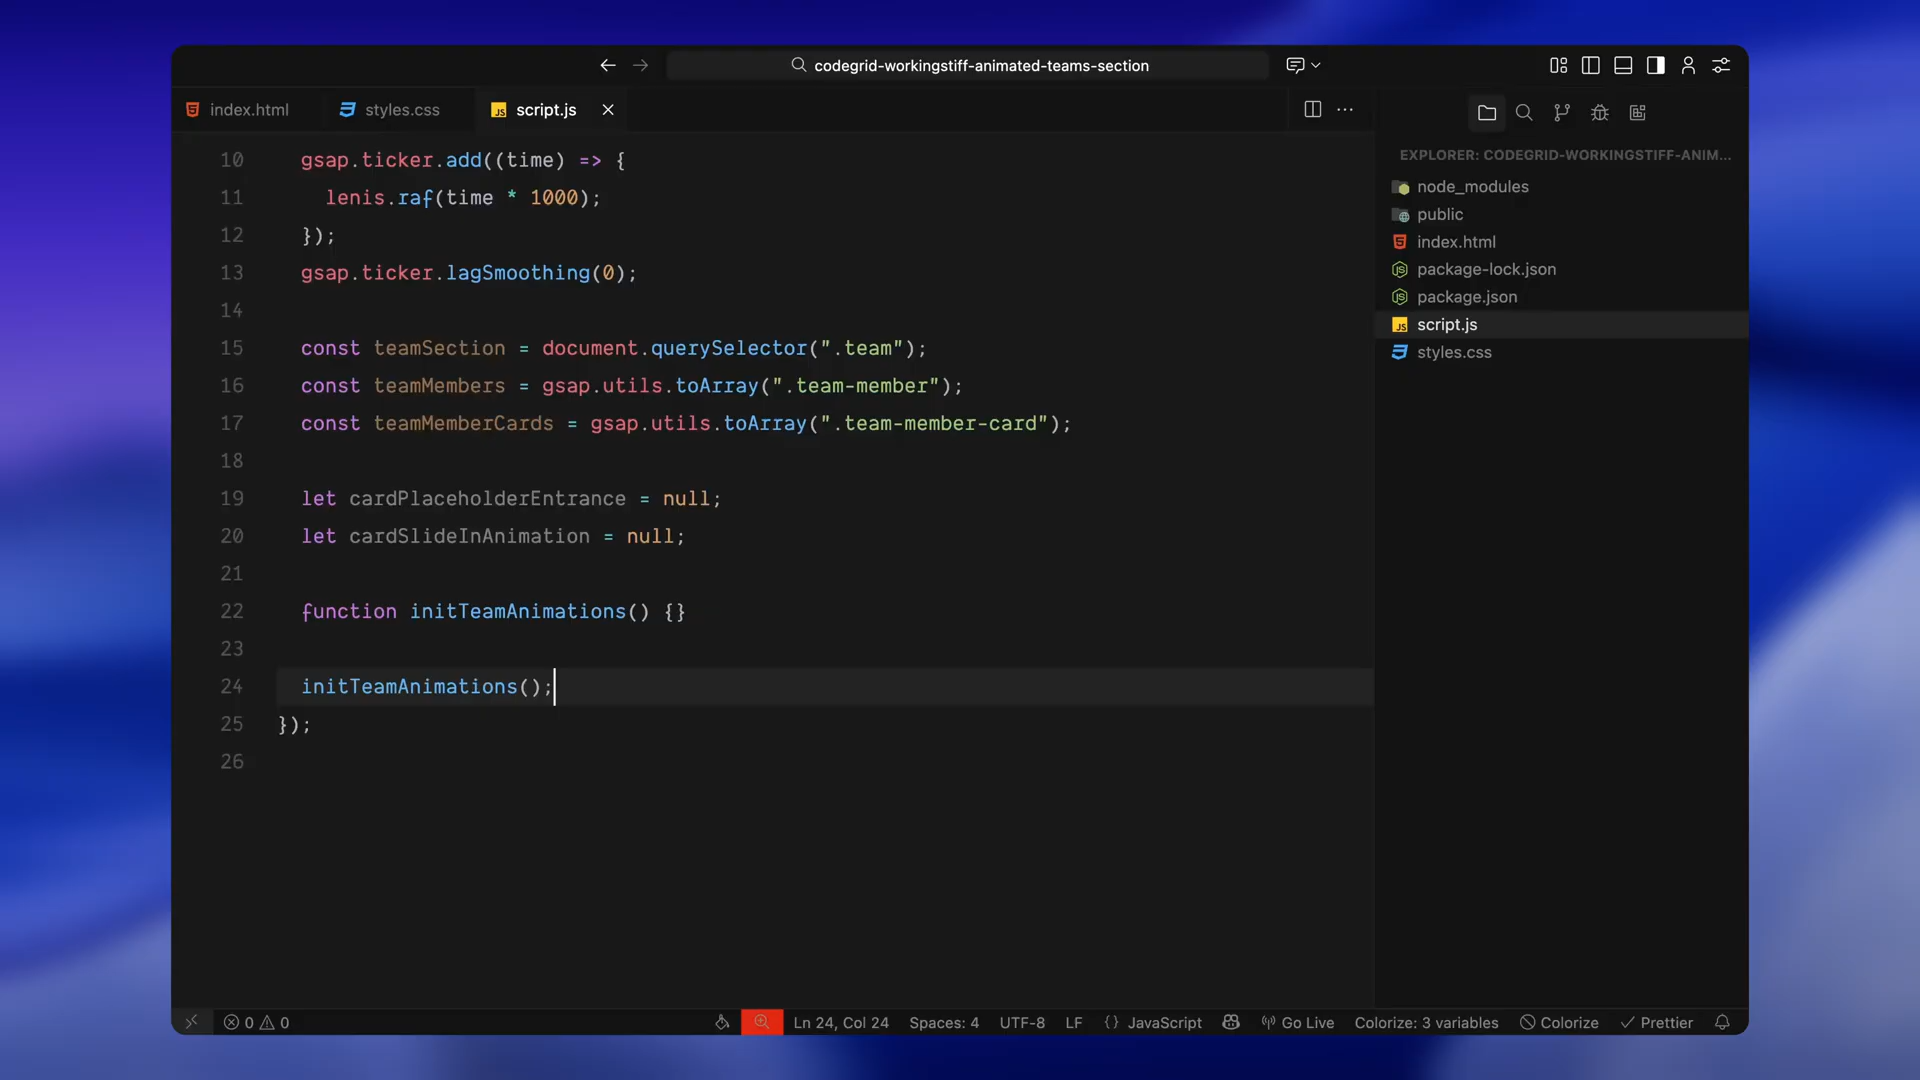 codegrid-workingstiff-animated-teams-section
index.html
styles.css
script.js
10 gsap.ticker.add((time) => {
11 lenis.raf(time * 1000);
12 });
13 gsap.ticker.lagSmoothing(0);
14
15 const teamSection = document.querySelector(".team");
16 const teamMembers = gsap.utils.toArray(".team-member");
17 const teamMemberCards = gsap.utils.toArray(".team-member-card");
18
19 let cardPlaceholderEntrance = null;
20 let cardSlideInAnimation = null;
21
22 function initTeamAnimations() {}
23
24 initTeamAnimations();
25 });
26
EXPLORER: CODEGRID-WORKINGSTIFF-ANIM...
node_modules
public
index.html
package-lock.json
package.json
script.js
styles.css
0 0 Ln 24, Col 24 Spaces: 4 UTF-8 LF {} JavaScript Go Live Colorize: 3 variables Colorize Prettier